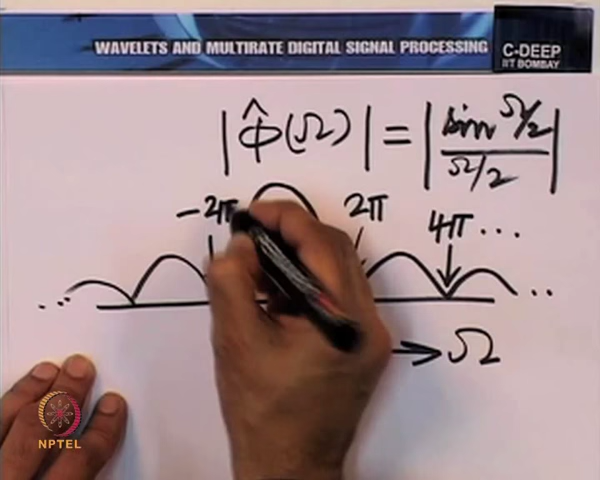 WAVELETS AND MULTIRATE DIGITAL SIGNAL PROCESSING
C-DEEP
IIT BOMBAY
|Φ̂(Ω)| = |sin Ω/2 / Ω/2|
-2π 2π 4π ...
.. ..
Ω
NPTEL